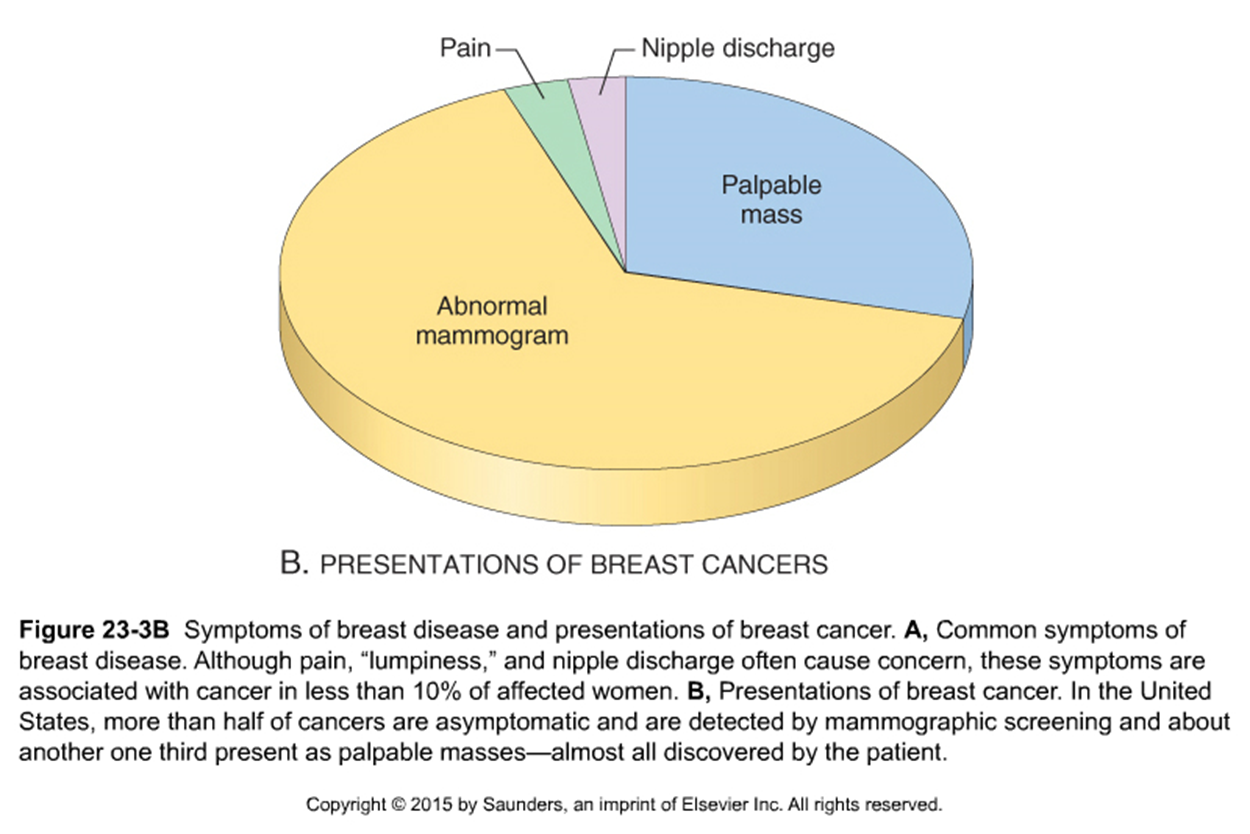 Pain
Nipple discharge
Palpable
mass
Abnormal
mammogram
B. PRESENTATIONS OF BREAST CANCERS
Figure 23-3B Symptoms of breast disease and presentations of breast cancer. A, Common symptoms of
breast disease. Although pain, “lumpiness,” and nipple discharge often cause concern, these symptoms are
associated with cancer in less than 10% of affected women. B, Presentations of breast cancer. In the United
States, more than half of cancers are asymptomatic and are detected by mammographic screening and about
another one third present as palpable masses—almost all discovered by the patient.
Copyright © 2015 by Saunders, an imprint of Elsevier Inc. All rights reserved.